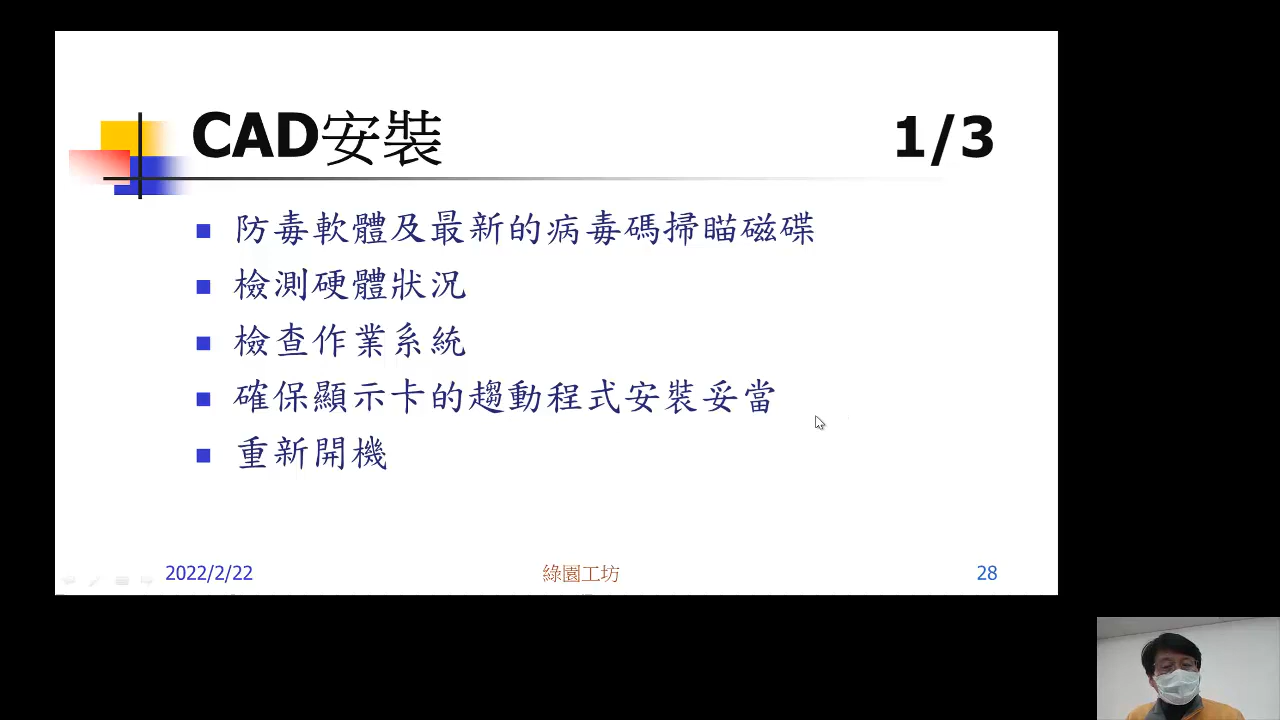 CAD安裝 1/3
防毒軟體及最新的病毒碼掃瞄磁碟
檢測硬體狀況
檢查作業系統
確保顯示卡的趨動程式安裝妥當
重新開機
2022/2/22 綠園工坊 28